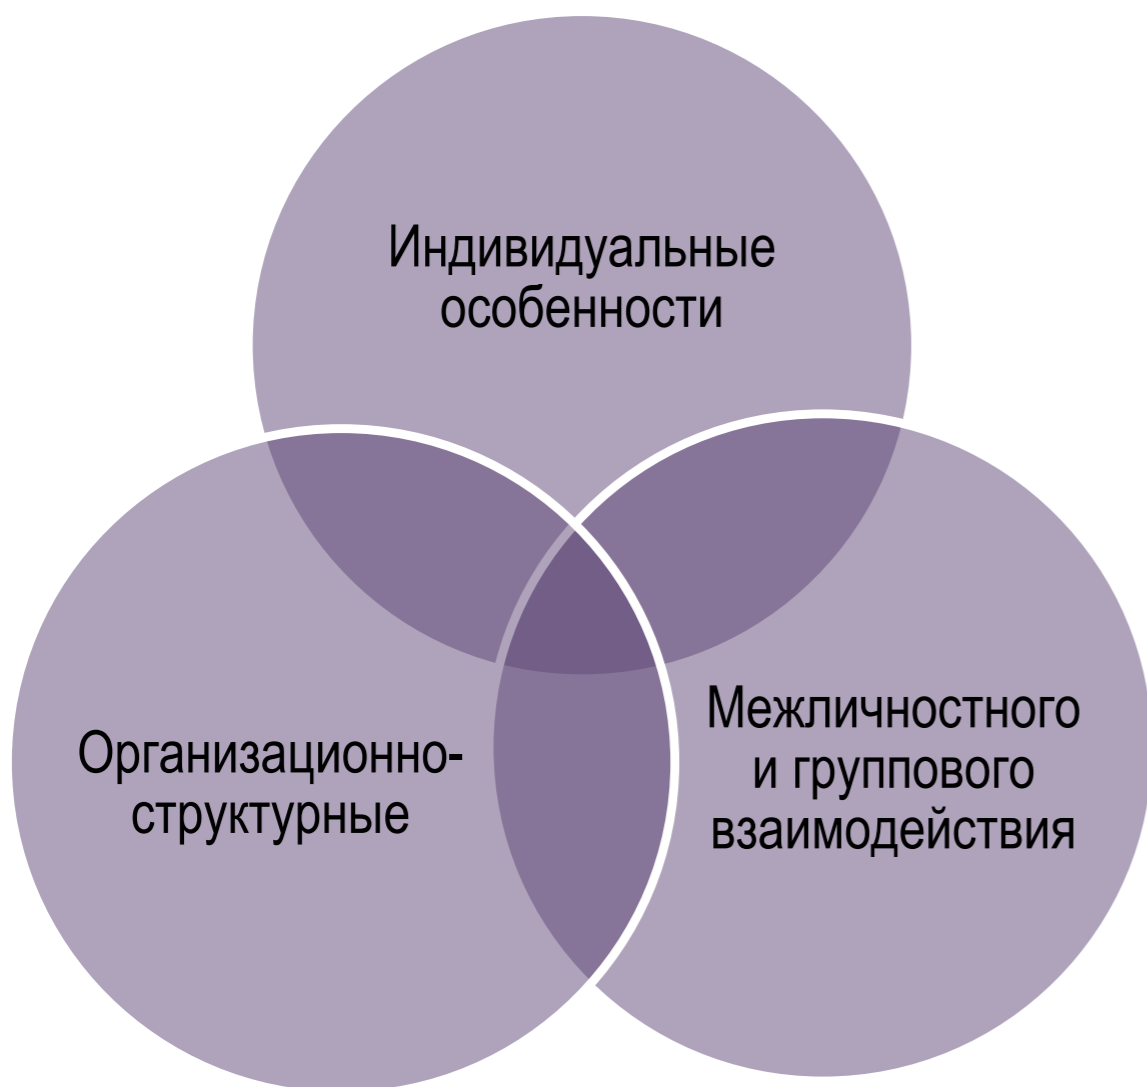 Индивидуальные
особенности
Организационно-
структурные
Межличностного
и группового
взаимодействия